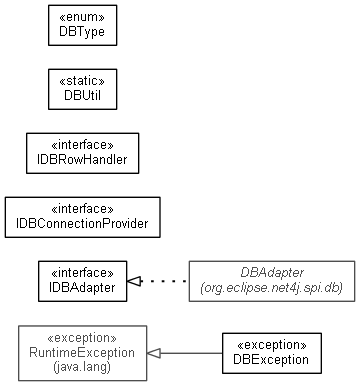 «enum»
DBType
«static»
DBUtil
«interface»
IDBRowHandler
«interface»
IDBConnectionProvider
«interface»
IDBAdapter
DBAdapter
(org.eclipse.net4j.spi.db)
«exception»
RuntimeException
(java.lang)
«exception»
DBException